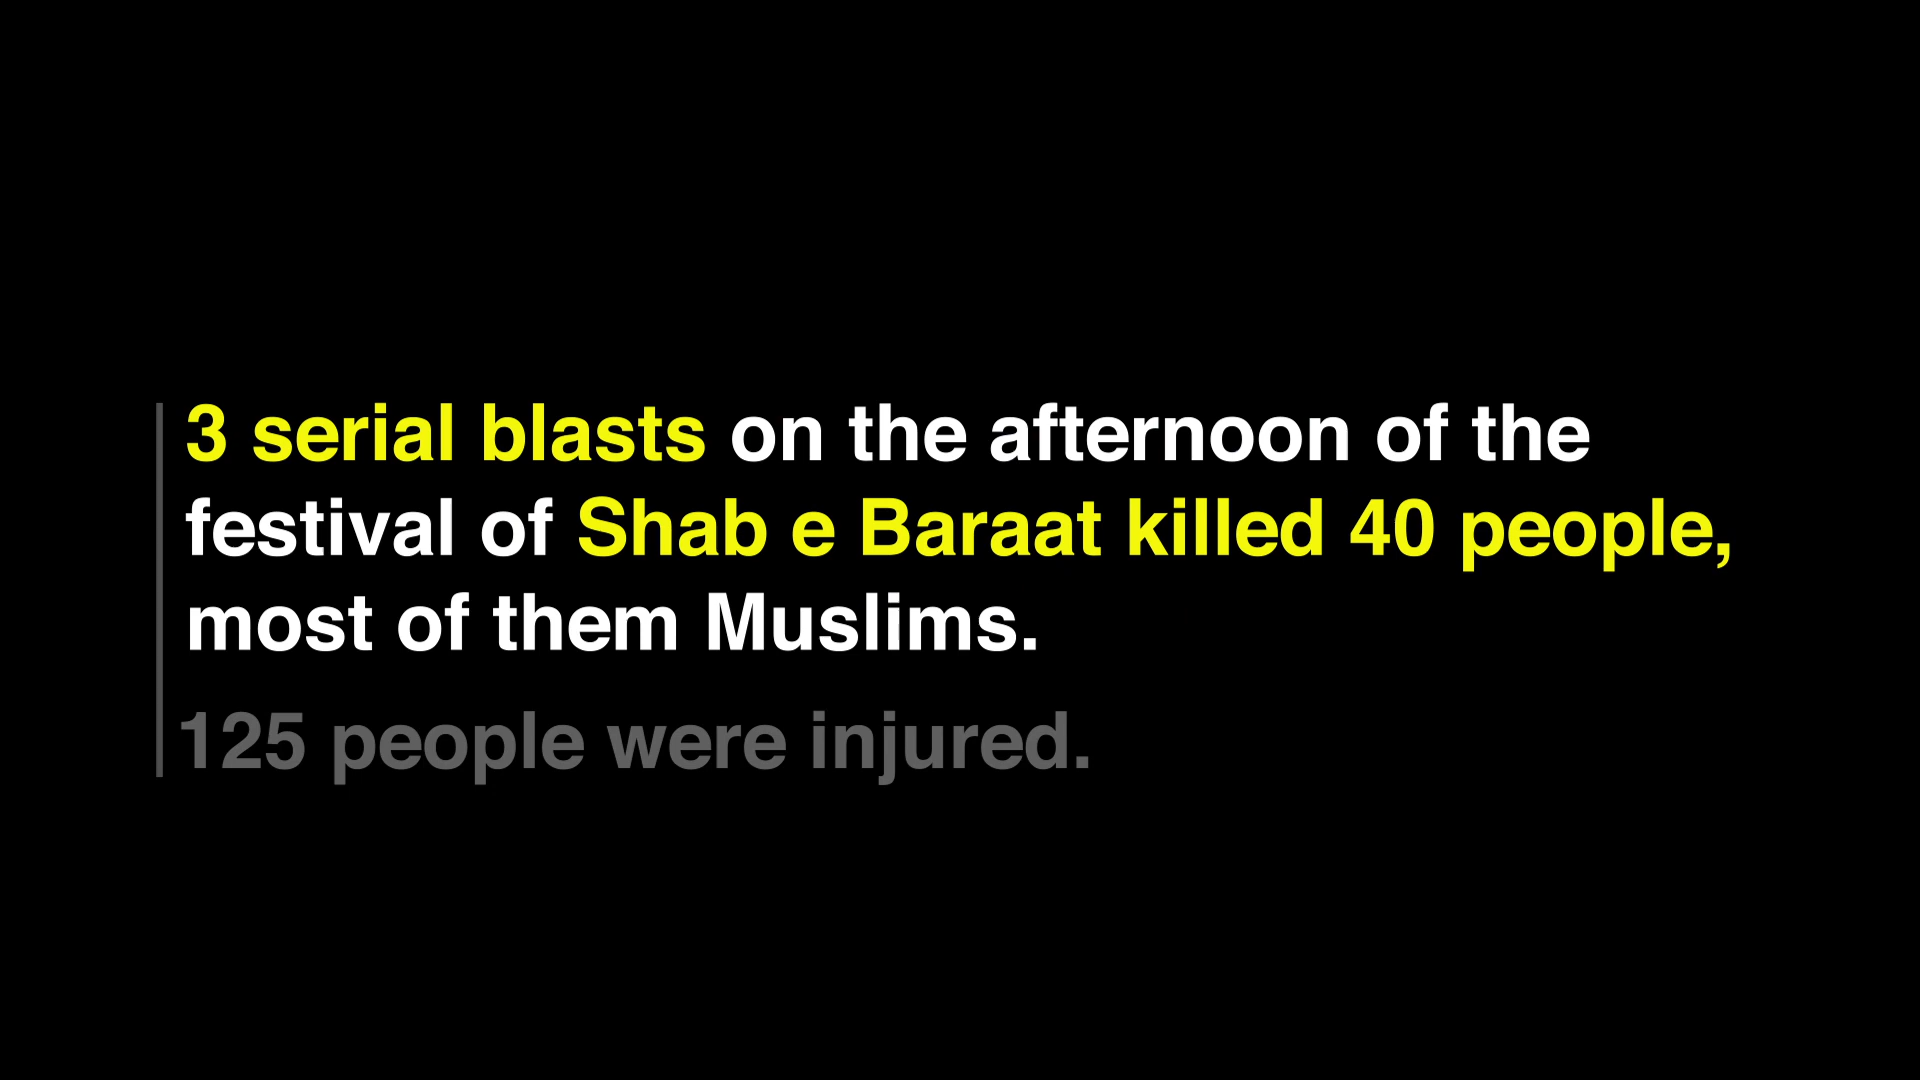 3 serial blasts on the afternoon of the
festival of Shab e Baraat killed 40 people,
most of them Muslims.
125 people were injured.